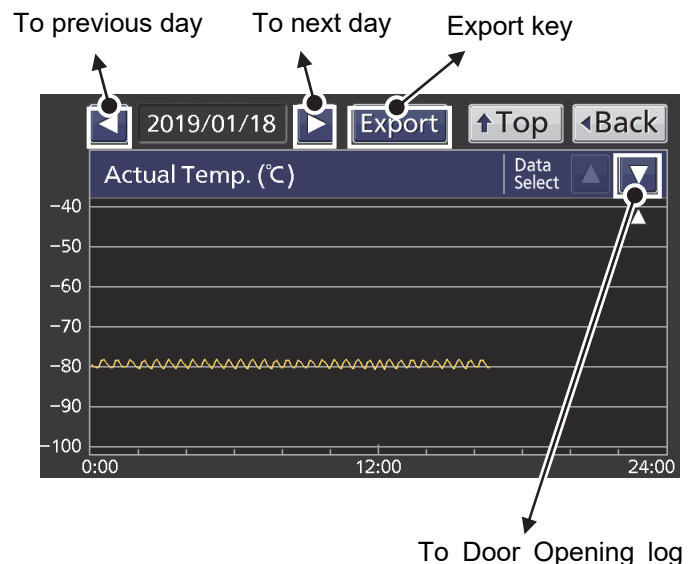 To previous day To next day Export key
2019/01/18 Export Top Back
Actual Temp. (℃) Data
Select
-40
-50
-60
-70
-80
-90
-100
0:00 12:00 24:00
To Door Opening log